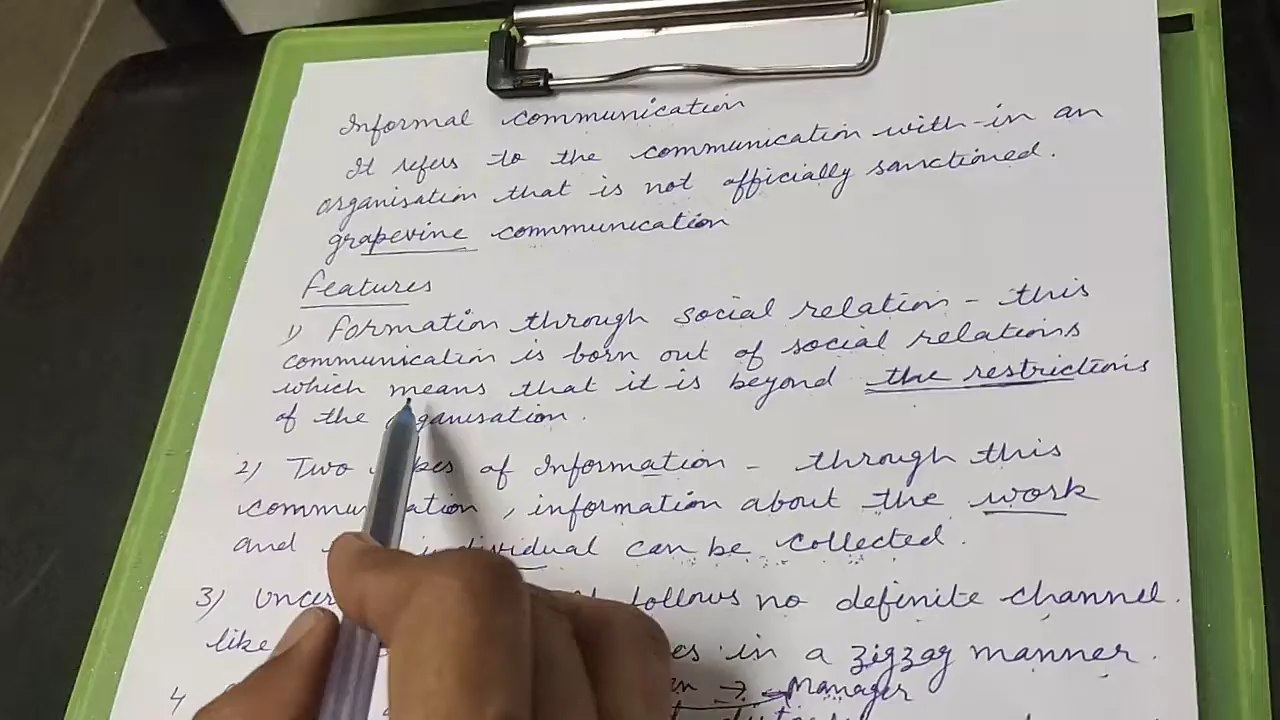 Informal communication
It refers to the communication with-in an
organisation that is not officially sanctioned.
grapevine communication
Features
1) Formation through social relation - this
communication is born out of social relations
which means that it is beyond the restrictions
of the organisation.
2) Two of Information - through this
information about the work
and individual can be collected.
3) follows no definite channel.
like in a zigzag manner.
4 → Manager